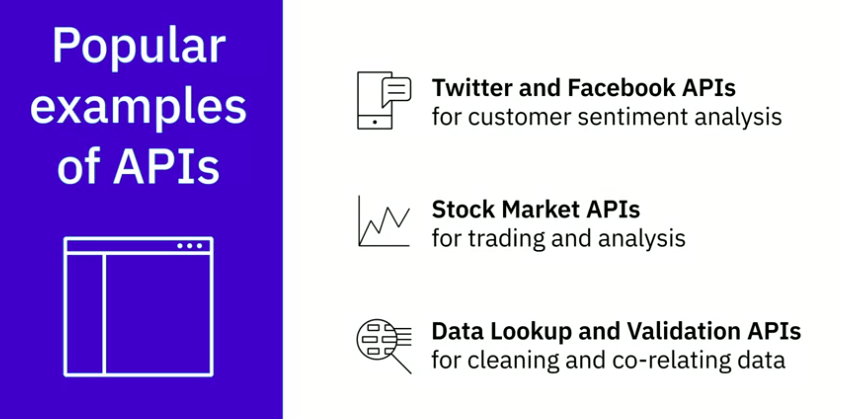 Popular
examples
of APIs
Twitter and Facebook APIs
for customer sentiment analysis
Stock Market APIs
for trading and analysis
Data Lookup and Validation APIs
for cleaning and co-relating data